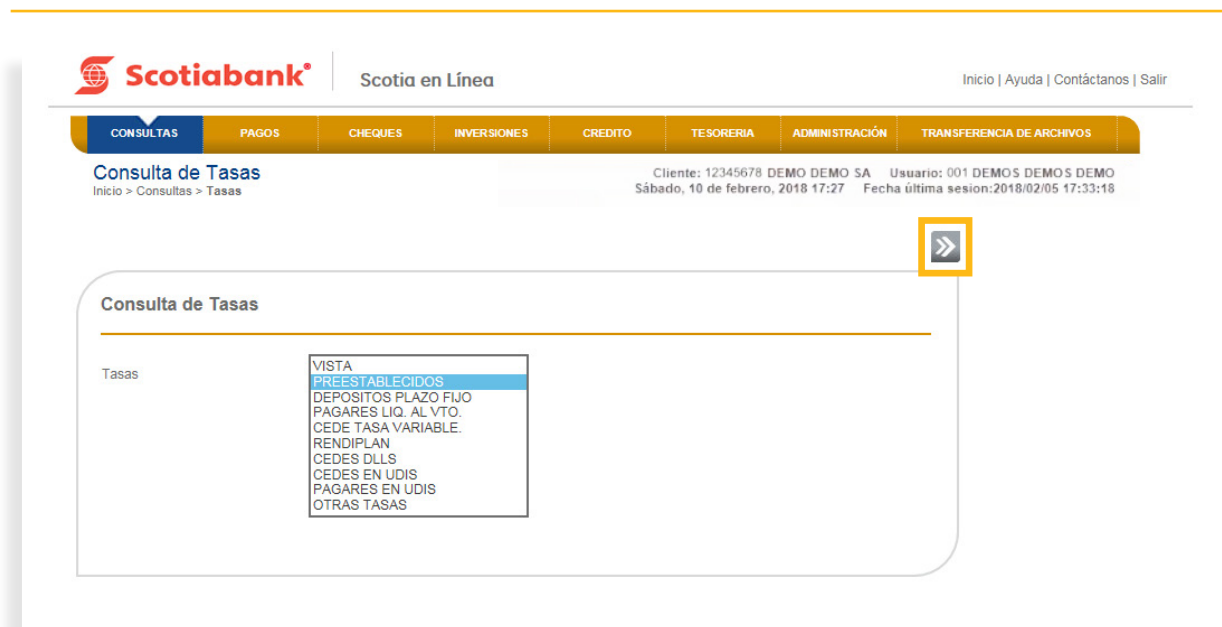 Scotiabank® Scotia en Línea Inicio | Ayuda | Contáctanos | Salir
CONSULTAS PAGOS CHEQUES INVERSIONES CREDITO TESORERIA ADMINISTRACIÓN TRANSFERENCIA DE ARCHIVOS
Consulta de Tasas
Inicio > Consultas > Tasas
Cliente: 12345678 DEMO DEMO SA Usuario: 001 DEMOS DEMOS DEMO
Sábado, 10 de febrero, 2018 17:27 Fecha última sesion:2018/02/05 17:33:18
Consulta de Tasas
Tasas
VISTA
PREESTABLECIDOS
DEPOSITOS PLAZO FIJO
PAGARES LIQ. AL VTO.
CEDE TASA VARIABLE.
RENDIPLAN
CEDES DLLS
CEDES EN UDIS
PAGARES EN UDIS
OTRAS TASAS